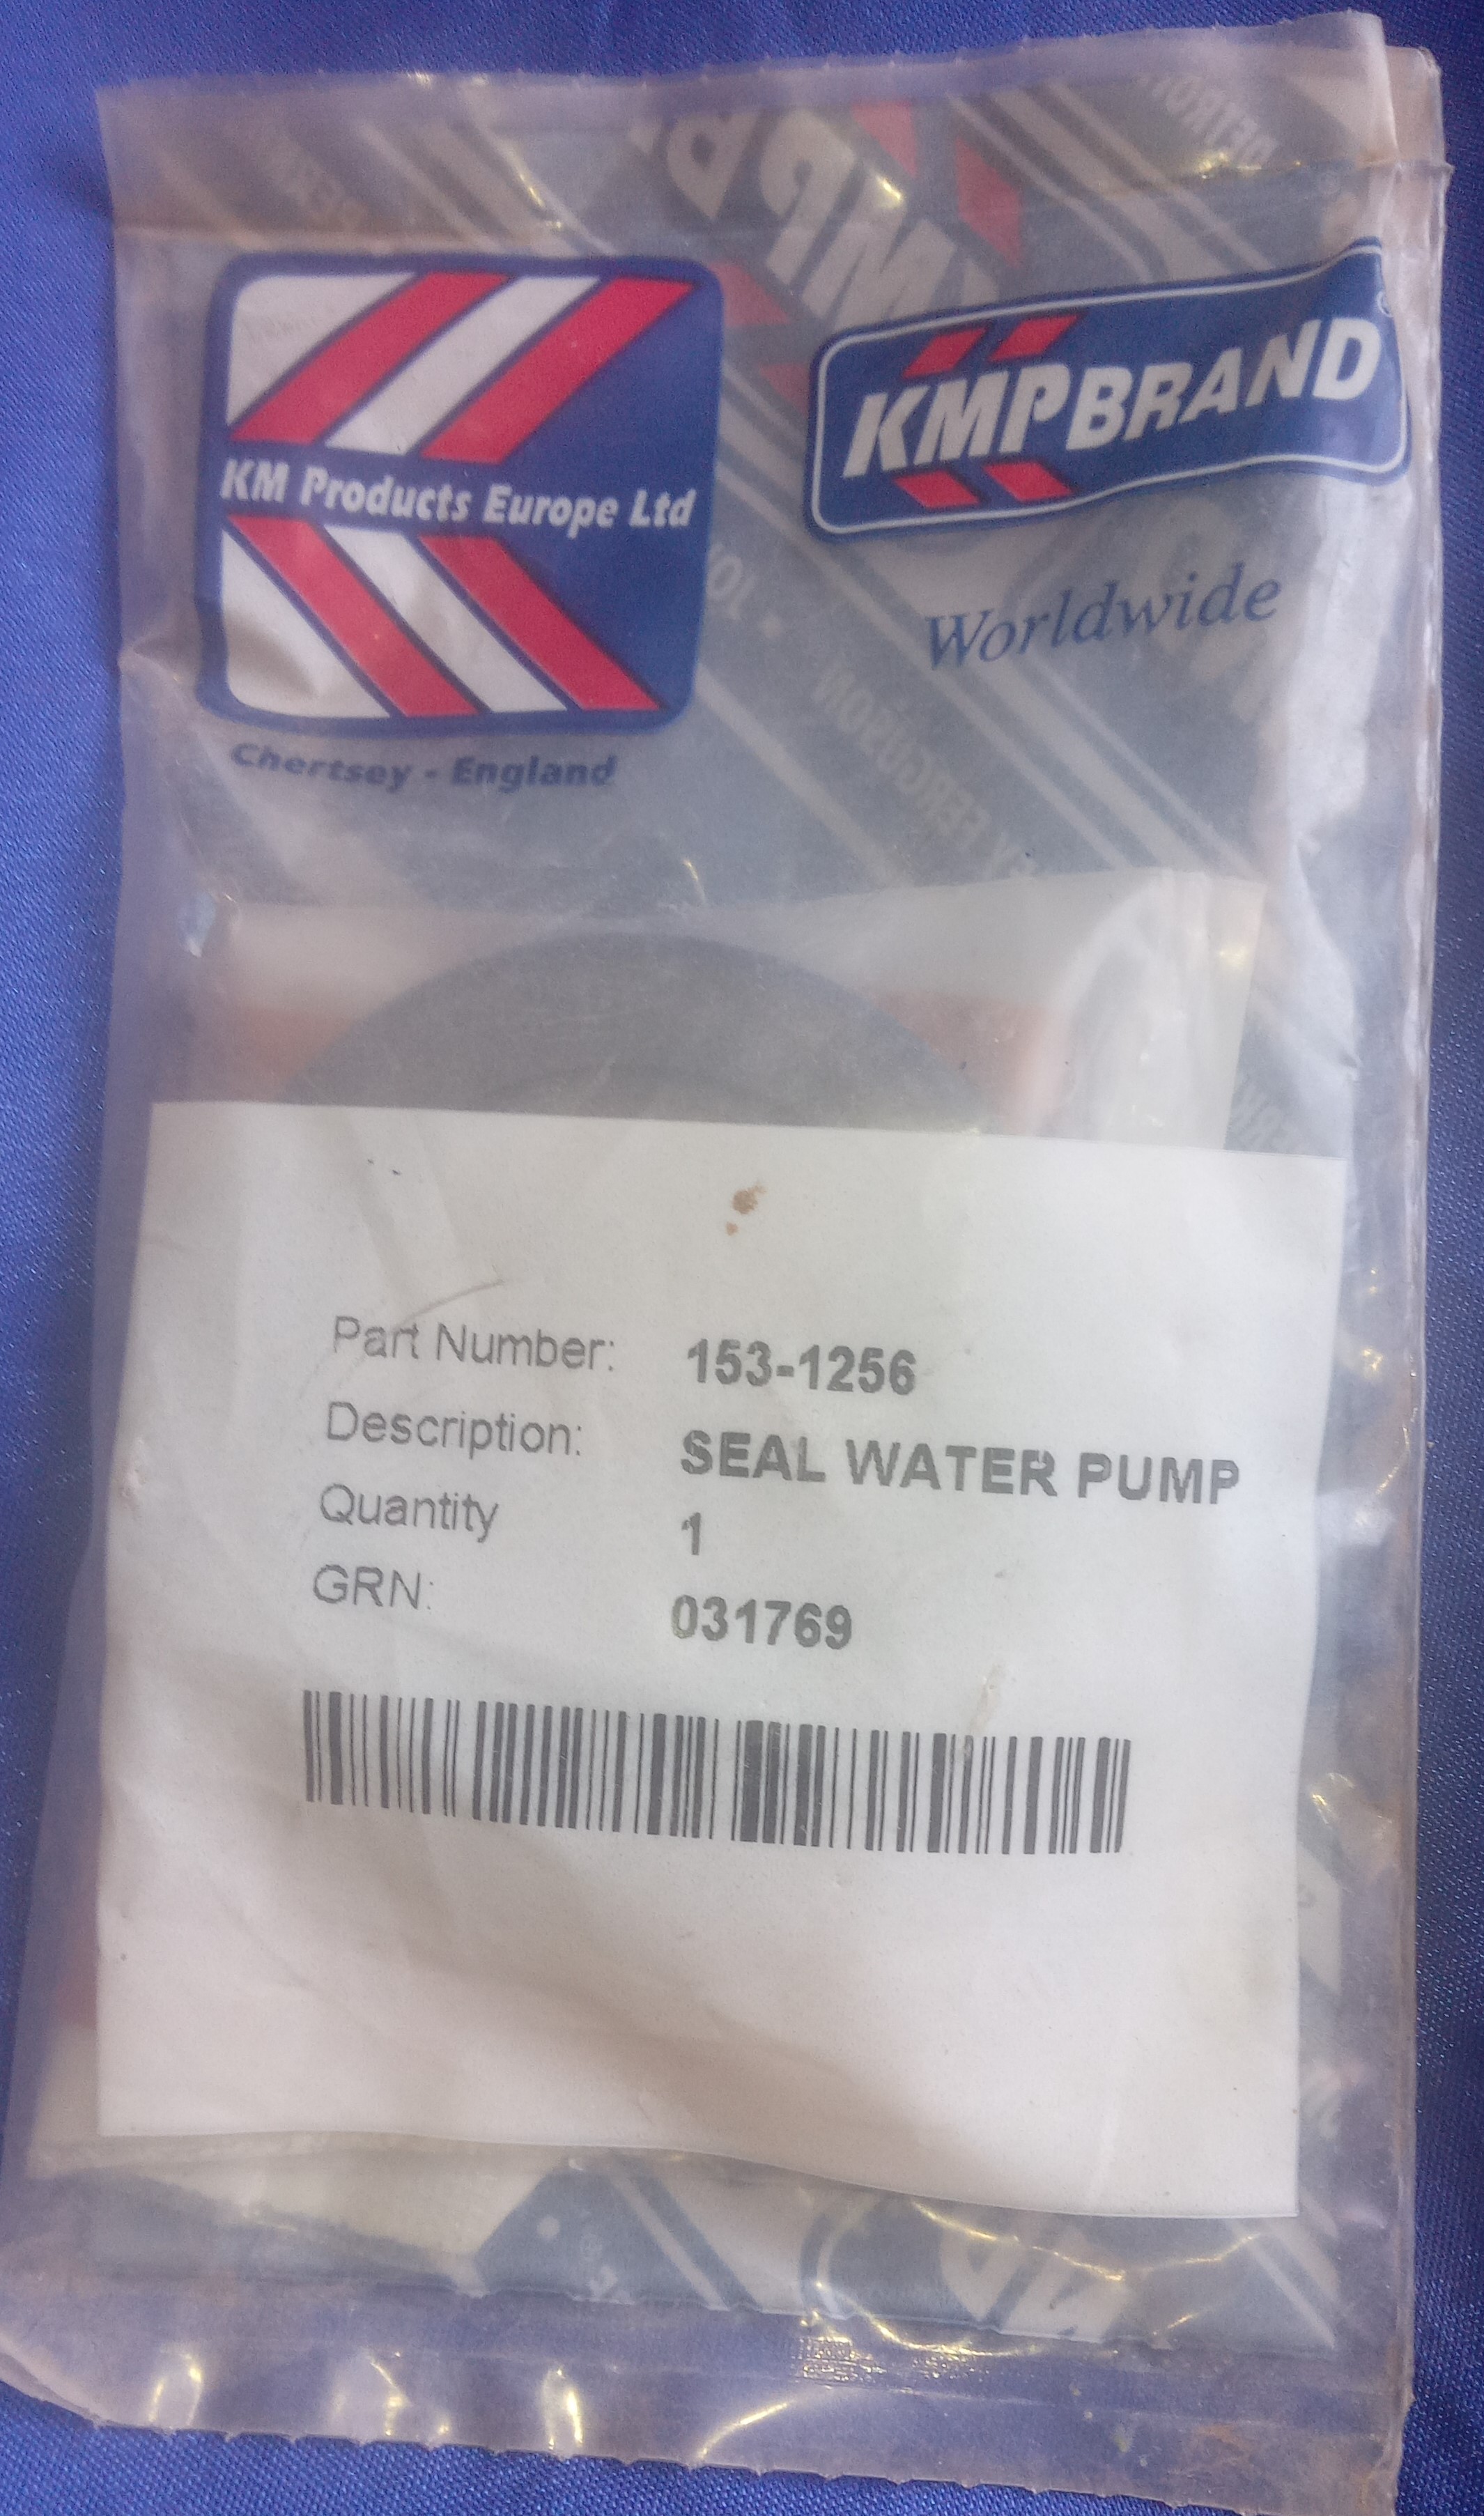 KM Products Europe Ltd
Chertsey - England
KMPBRAND
Worldwide
Part Number: 153-1256
Description: SEAL WATER PUMP
Quantity 1
GRN: 031769